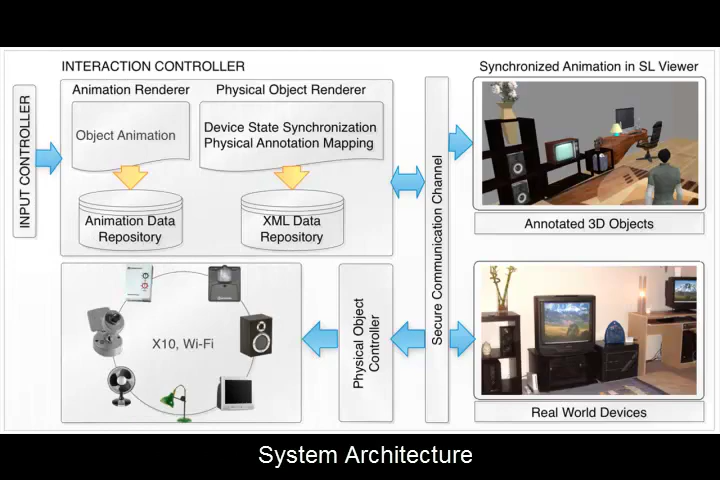 INTERACTION CONTROLLER
Synchronized Animation in SL Viewer
Animation Renderer
Physical Object Renderer
INPUT CONTROLLER
Object Animation
Device State Synchronization
Physical Annotation Mapping
Animation Data
Repository
XML Data
Repository
Secure Communication Channel
Annotated 3D Objects
X10, Wi-Fi
Physical Object
Controller
Real World Devices
System Architecture